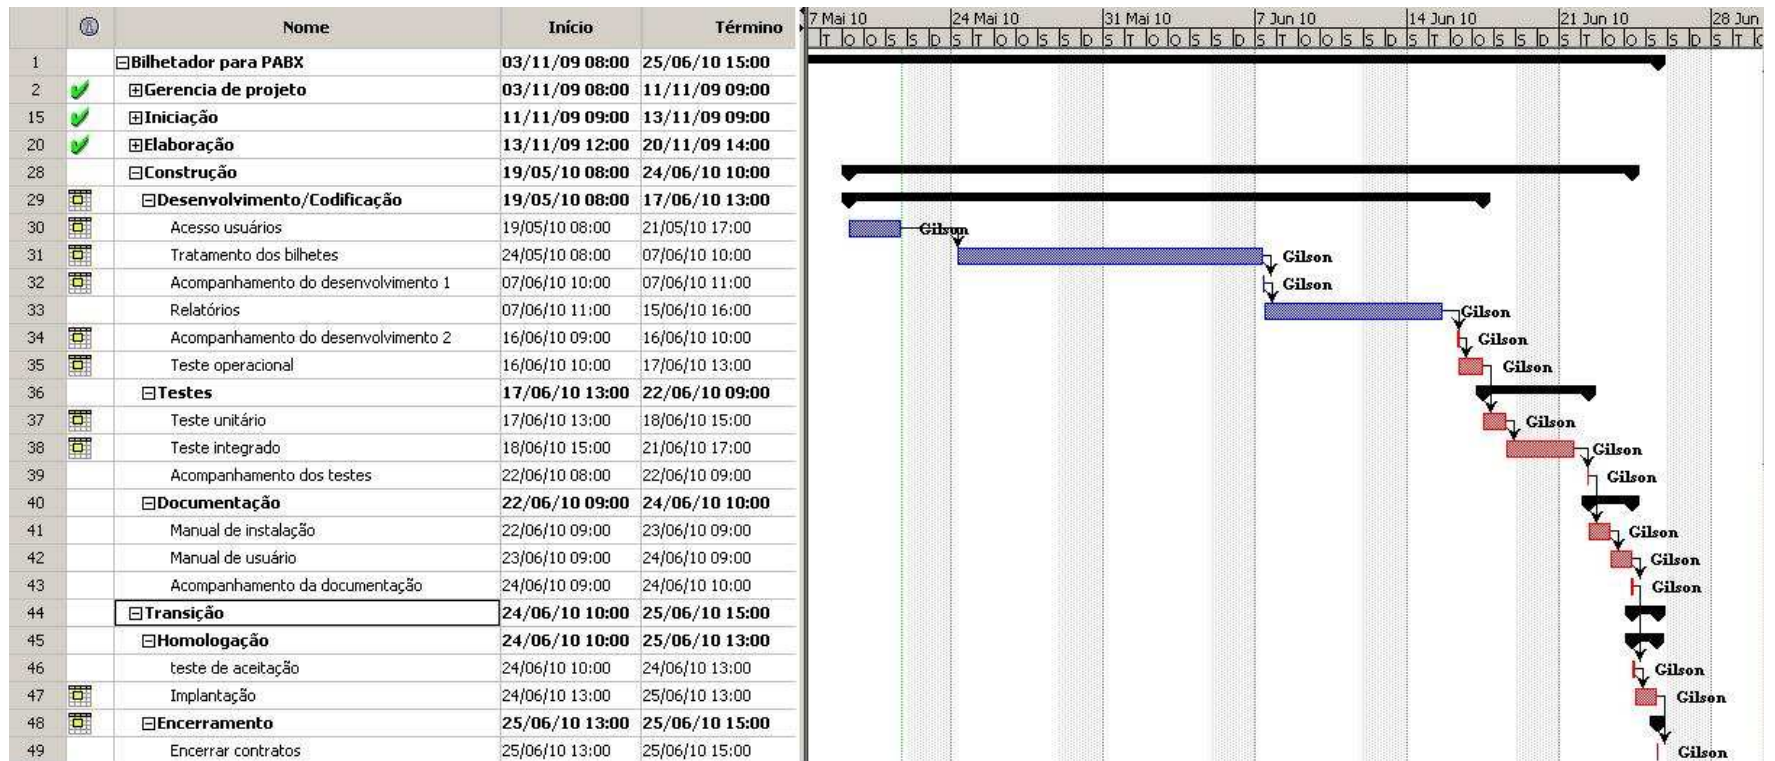 Nome Início Término 7 Mai 10 24 Mai 10 31 Mai 10 7 Jun 10 14 Jun 10 21 Jun 10 28 Jun
T Q Q S S D S T Q Q S S D S T Q Q S S D S T Q Q S S D S T Q Q S S D S T Q Q S S D S T Q
1 Bilhetador para PABX 03/11/09 08:00 25/06/10 15:00
2 Gerencia de projeto 03/11/09 08:00 11/11/09 09:00
15 Iniciação 11/11/09 09:00 13/11/09 09:00
20 Elaboração 13/11/09 12:00 20/11/09 14:00
28 Construção 19/05/10 08:00 24/06/10 10:00
29 Desenvolvimento/Codificação 19/05/10 08:00 17/06/10 13:00
30 Acesso usuários 19/05/10 08:00 21/05/10 17:00 Gilson
31 Tratamento dos bilhetes 24/05/10 08:00 07/06/10 10:00 Gilson
32 Acompanhamento do desenvolvimento 1 07/06/10 10:00 07/06/10 11:00 Gilson
33 Relatórios 07/06/10 11:00 15/06/10 16:00 Gilson
34 Acompanhamento do desenvolvimento 2 16/06/10 09:00 16/06/10 10:00 Gilson
35 Teste operacional 16/06/10 10:00 17/06/10 13:00 Gilson
36 Testes 17/06/10 13:00 22/06/10 09:00
37 Teste unitário 17/06/10 13:00 18/06/10 15:00 Gilson
38 Teste integrado 18/06/10 15:00 21/06/10 17:00 Gilson
39 Acompanhamento dos testes 22/06/10 08:00 22/06/10 09:00 Gilson
40 Documentação 22/06/10 09:00 24/06/10 10:00
41 Manual de instalação 22/06/10 09:00 23/06/10 09:00 Gilson
42 Manual de usuário 23/06/10 09:00 24/06/10 09:00 Gilson
43 Acompanhamento da documentação 24/06/10 09:00 24/06/10 10:00 Gilson
44 Transição 24/06/10 10:00 25/06/10 15:00
45 Homologação 24/06/10 10:00 25/06/10 13:00
46 teste de aceitação 24/06/10 10:00 24/06/10 13:00 Gilson
47 Implantação 24/06/10 13:00 25/06/10 13:00 Gilson
48 Encerramento 25/06/10 13:00 25/06/10 15:00
49 Encerrar contratos 25/06/10 13:00 25/06/10 15:00 Gilson